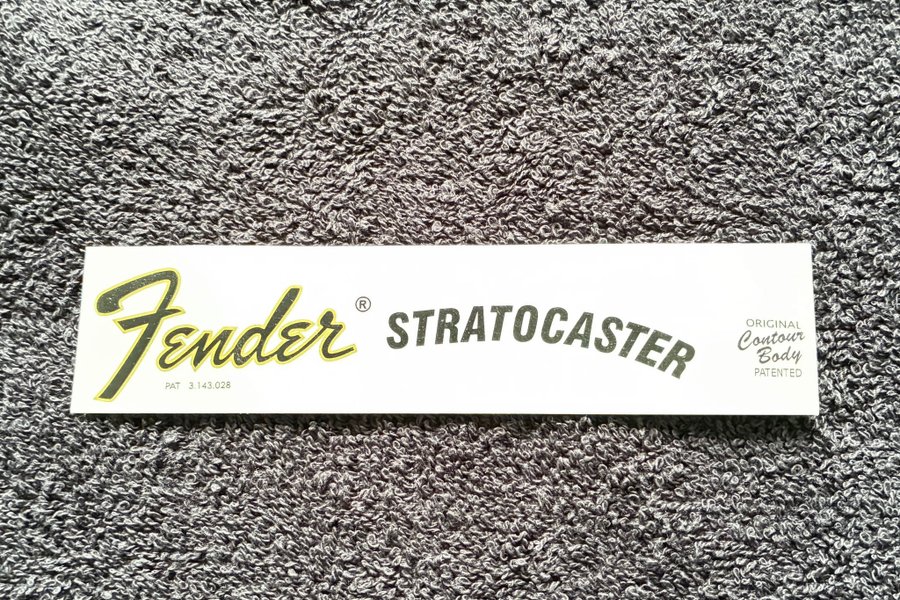 Fender ®
PAT 3.143.028
STRATOCASTER
ORIGINAL
Contour
Body
PATENTED